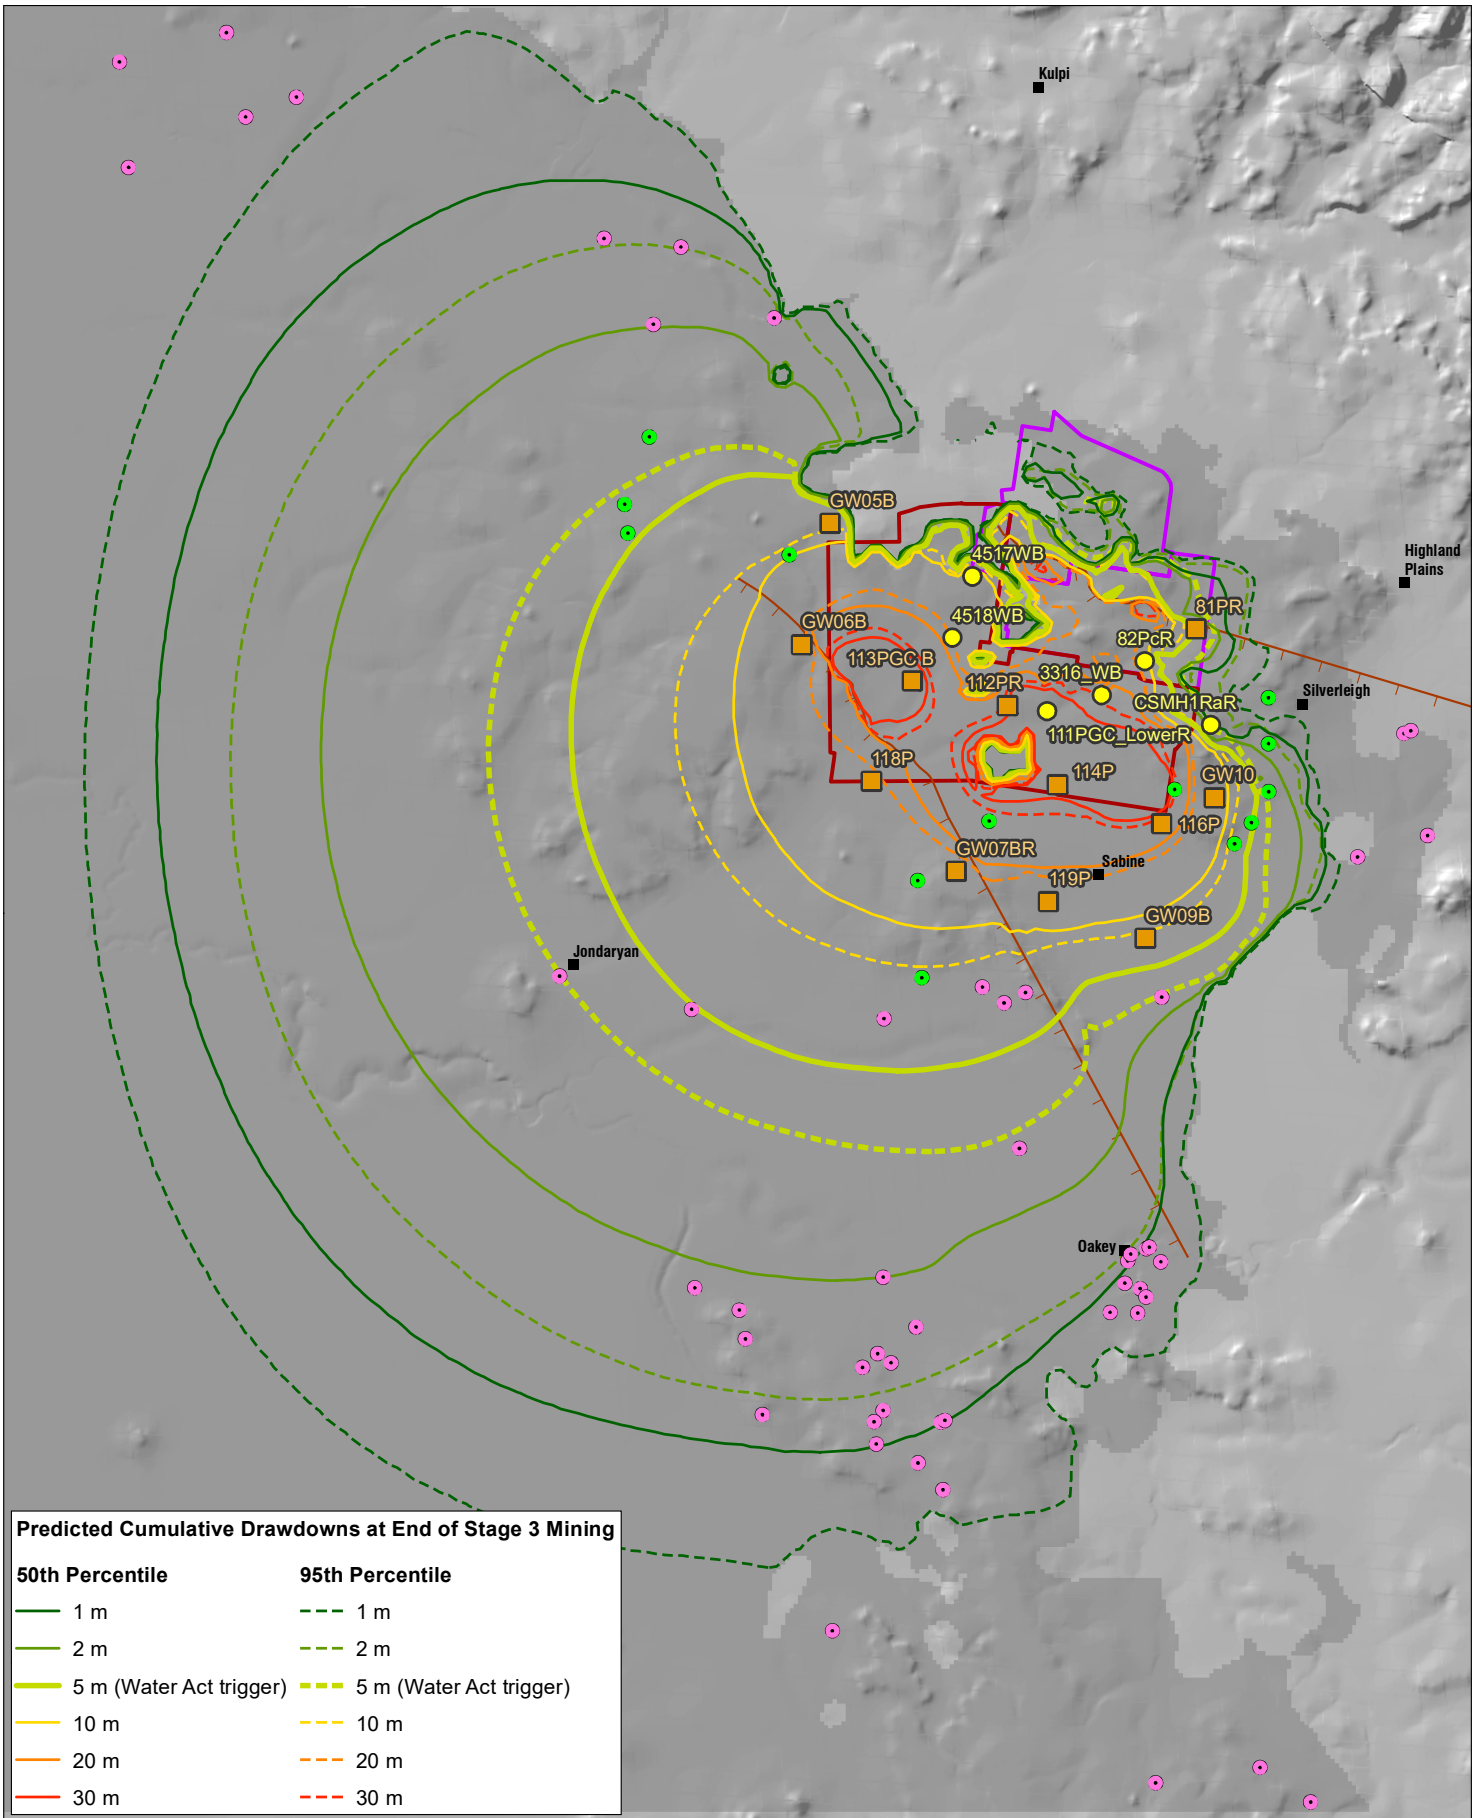 Kulpi
Highland
Plains
GW05B
4517WB
4518WB
81PR
GW06B
82PcR
113PGC B
3316_WB
112PR
CSMH1RaR
Silverleigh
111PGC_LowerR
118P
114P
GW10
116P
GW07BR
Sabine
119P
GW09B
Jondaryan
Oakey
Predicted Cumulative Drawdowns at End of Stage 3 Mining
50th Percentile
1 m
2 m
5 m (Water Act trigger)
10 m
20 m
30 m
95th Percentile
1 m
2 m
5 m (Water Act trigger)
10 m
20 m
30 m